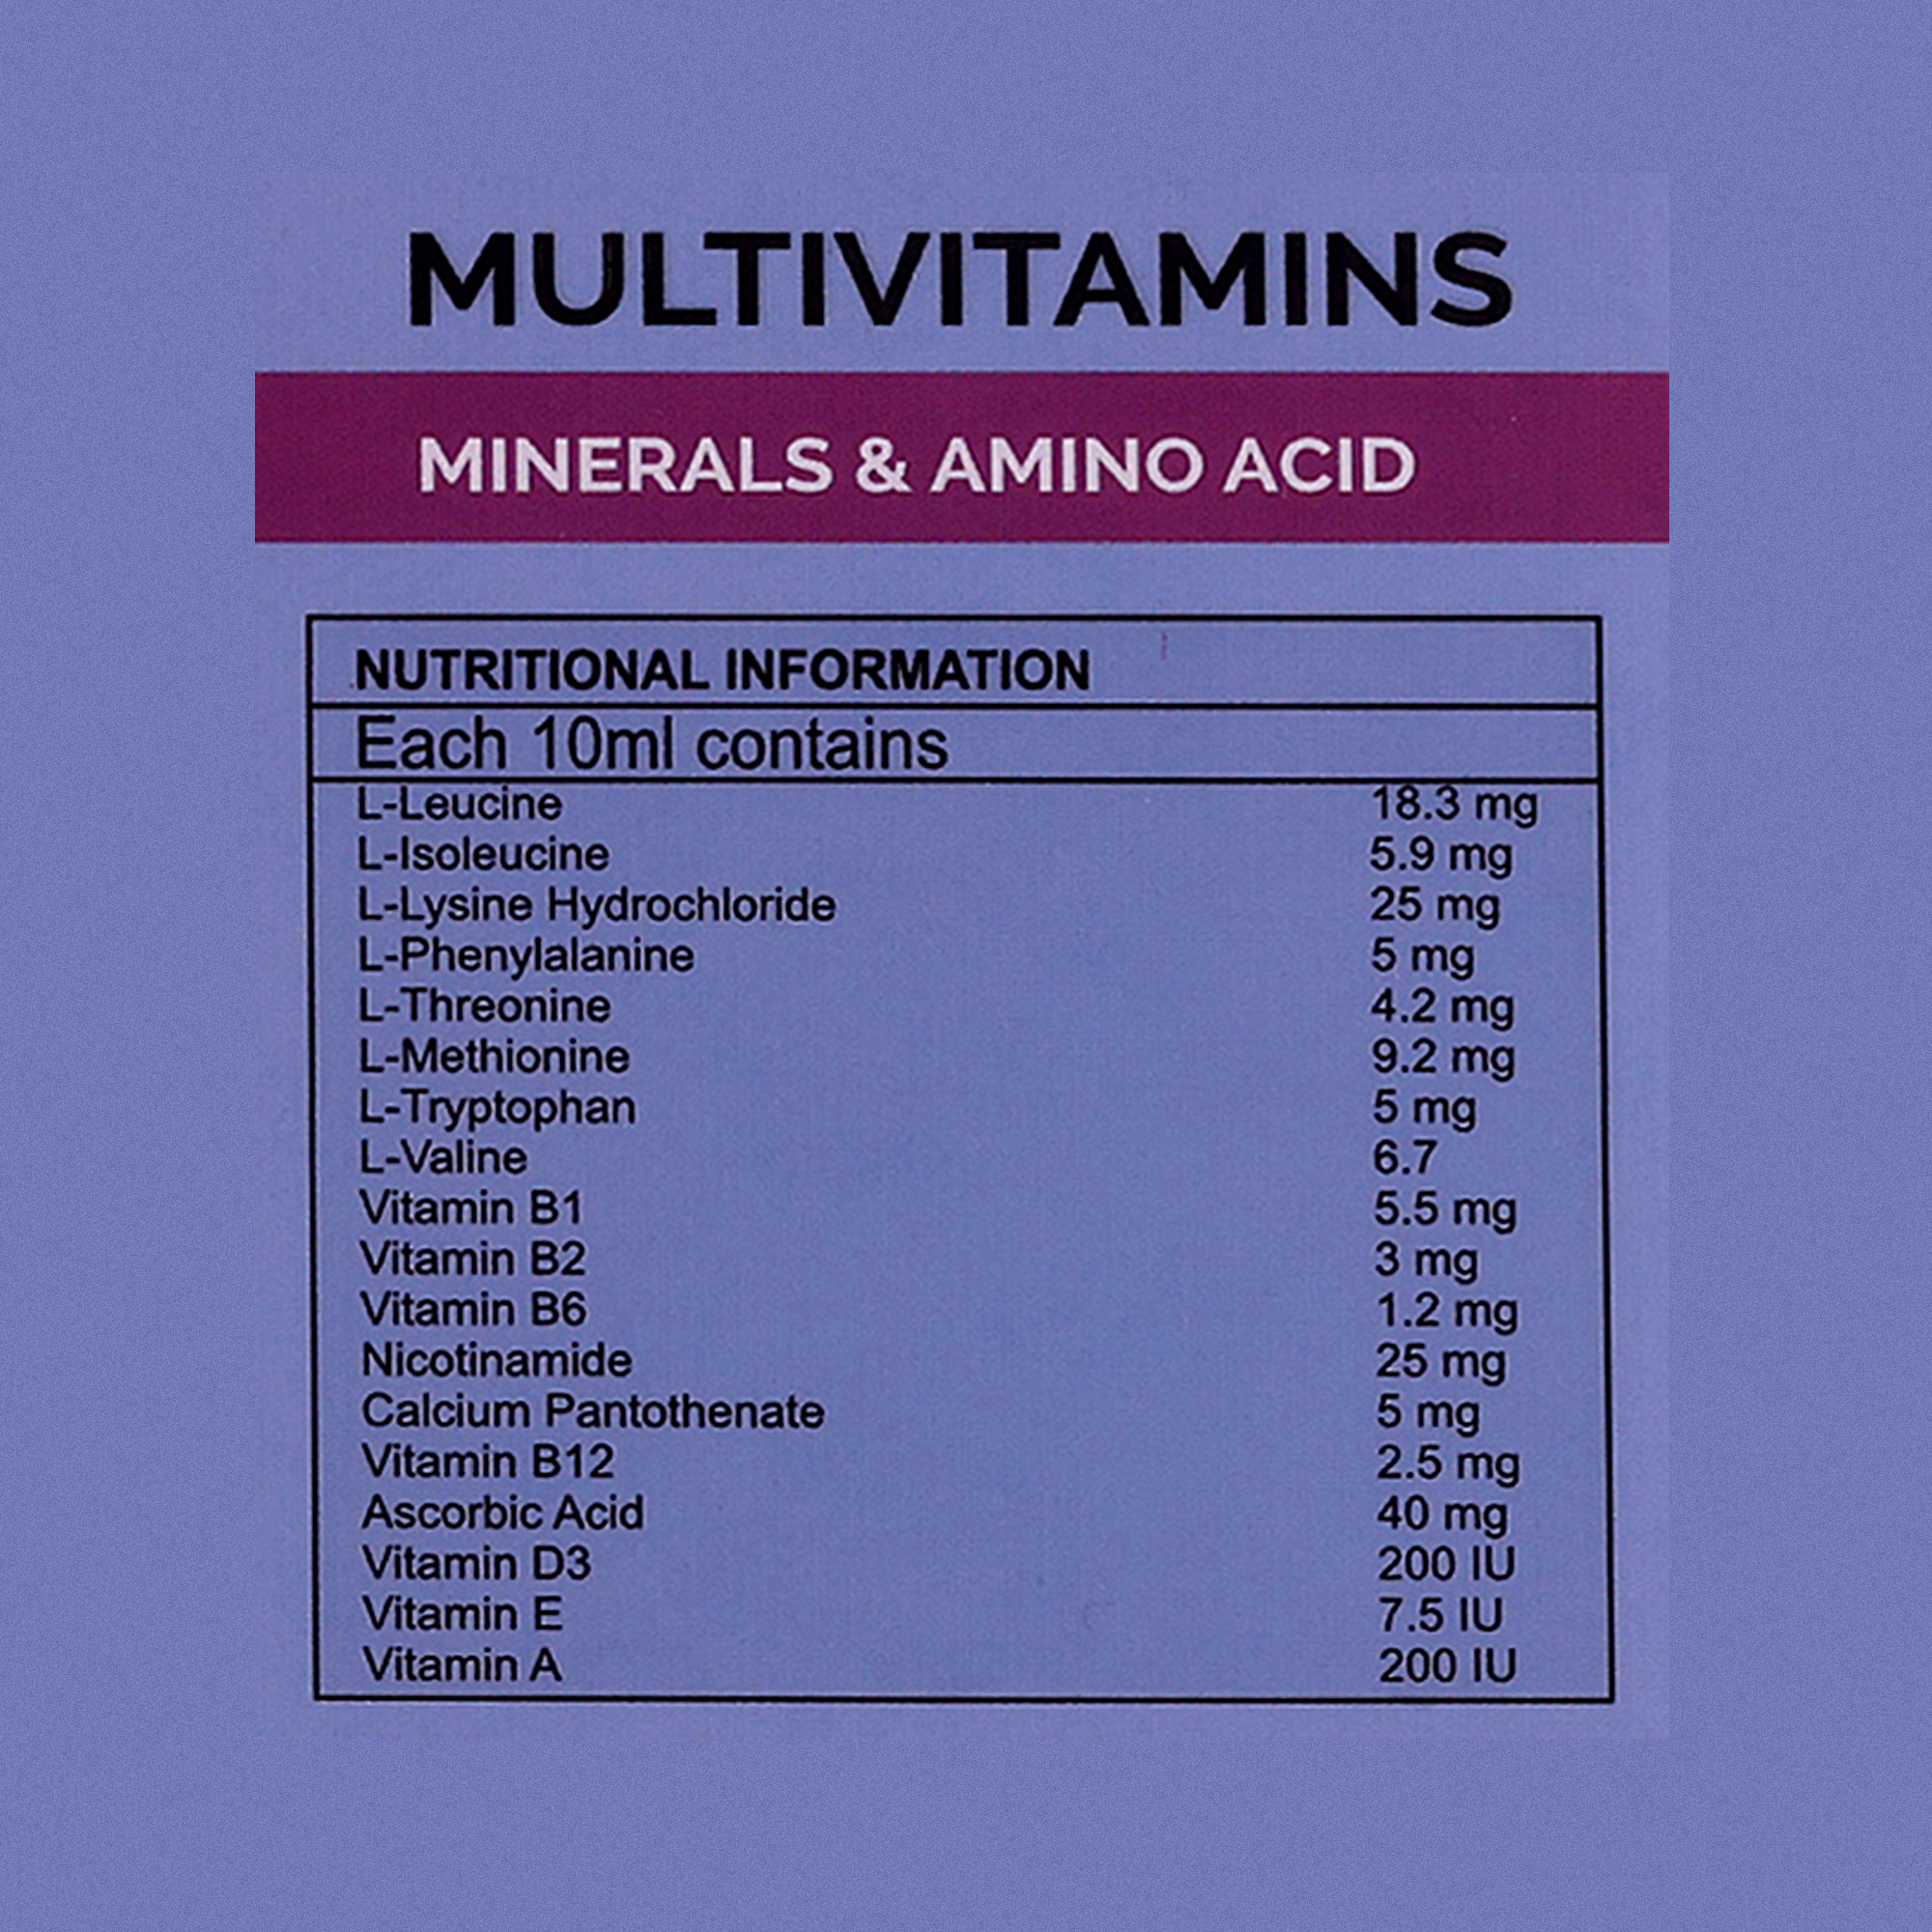 MULTIVITAMINS
MINERALS & AMINO ACID
NUTRITIONAL INFORMATION
Each 10ml contains
L-Leucine 18.3 mg
L-Isoleucine 5.9 mg
L-Lysine Hydrochloride 25 mg
L-Phenylalanine 5 mg
L-Threonine 4.2 mg
L-Methionine 9.2 mg
L-Tryptophan 5 mg
L-Valine 6.7
Vitamin B1 5.5 mg
Vitamin B2 3 mg
Vitamin B6 1.2 mg
Nicotinamide 25 mg
Calcium Pantothenate 5 mg
Vitamin B12 2.5 mg
Ascorbic Acid 40 mg
Vitamin D3 200 IU
Vitamin E 7.5 IU
Vitamin A 200 IU